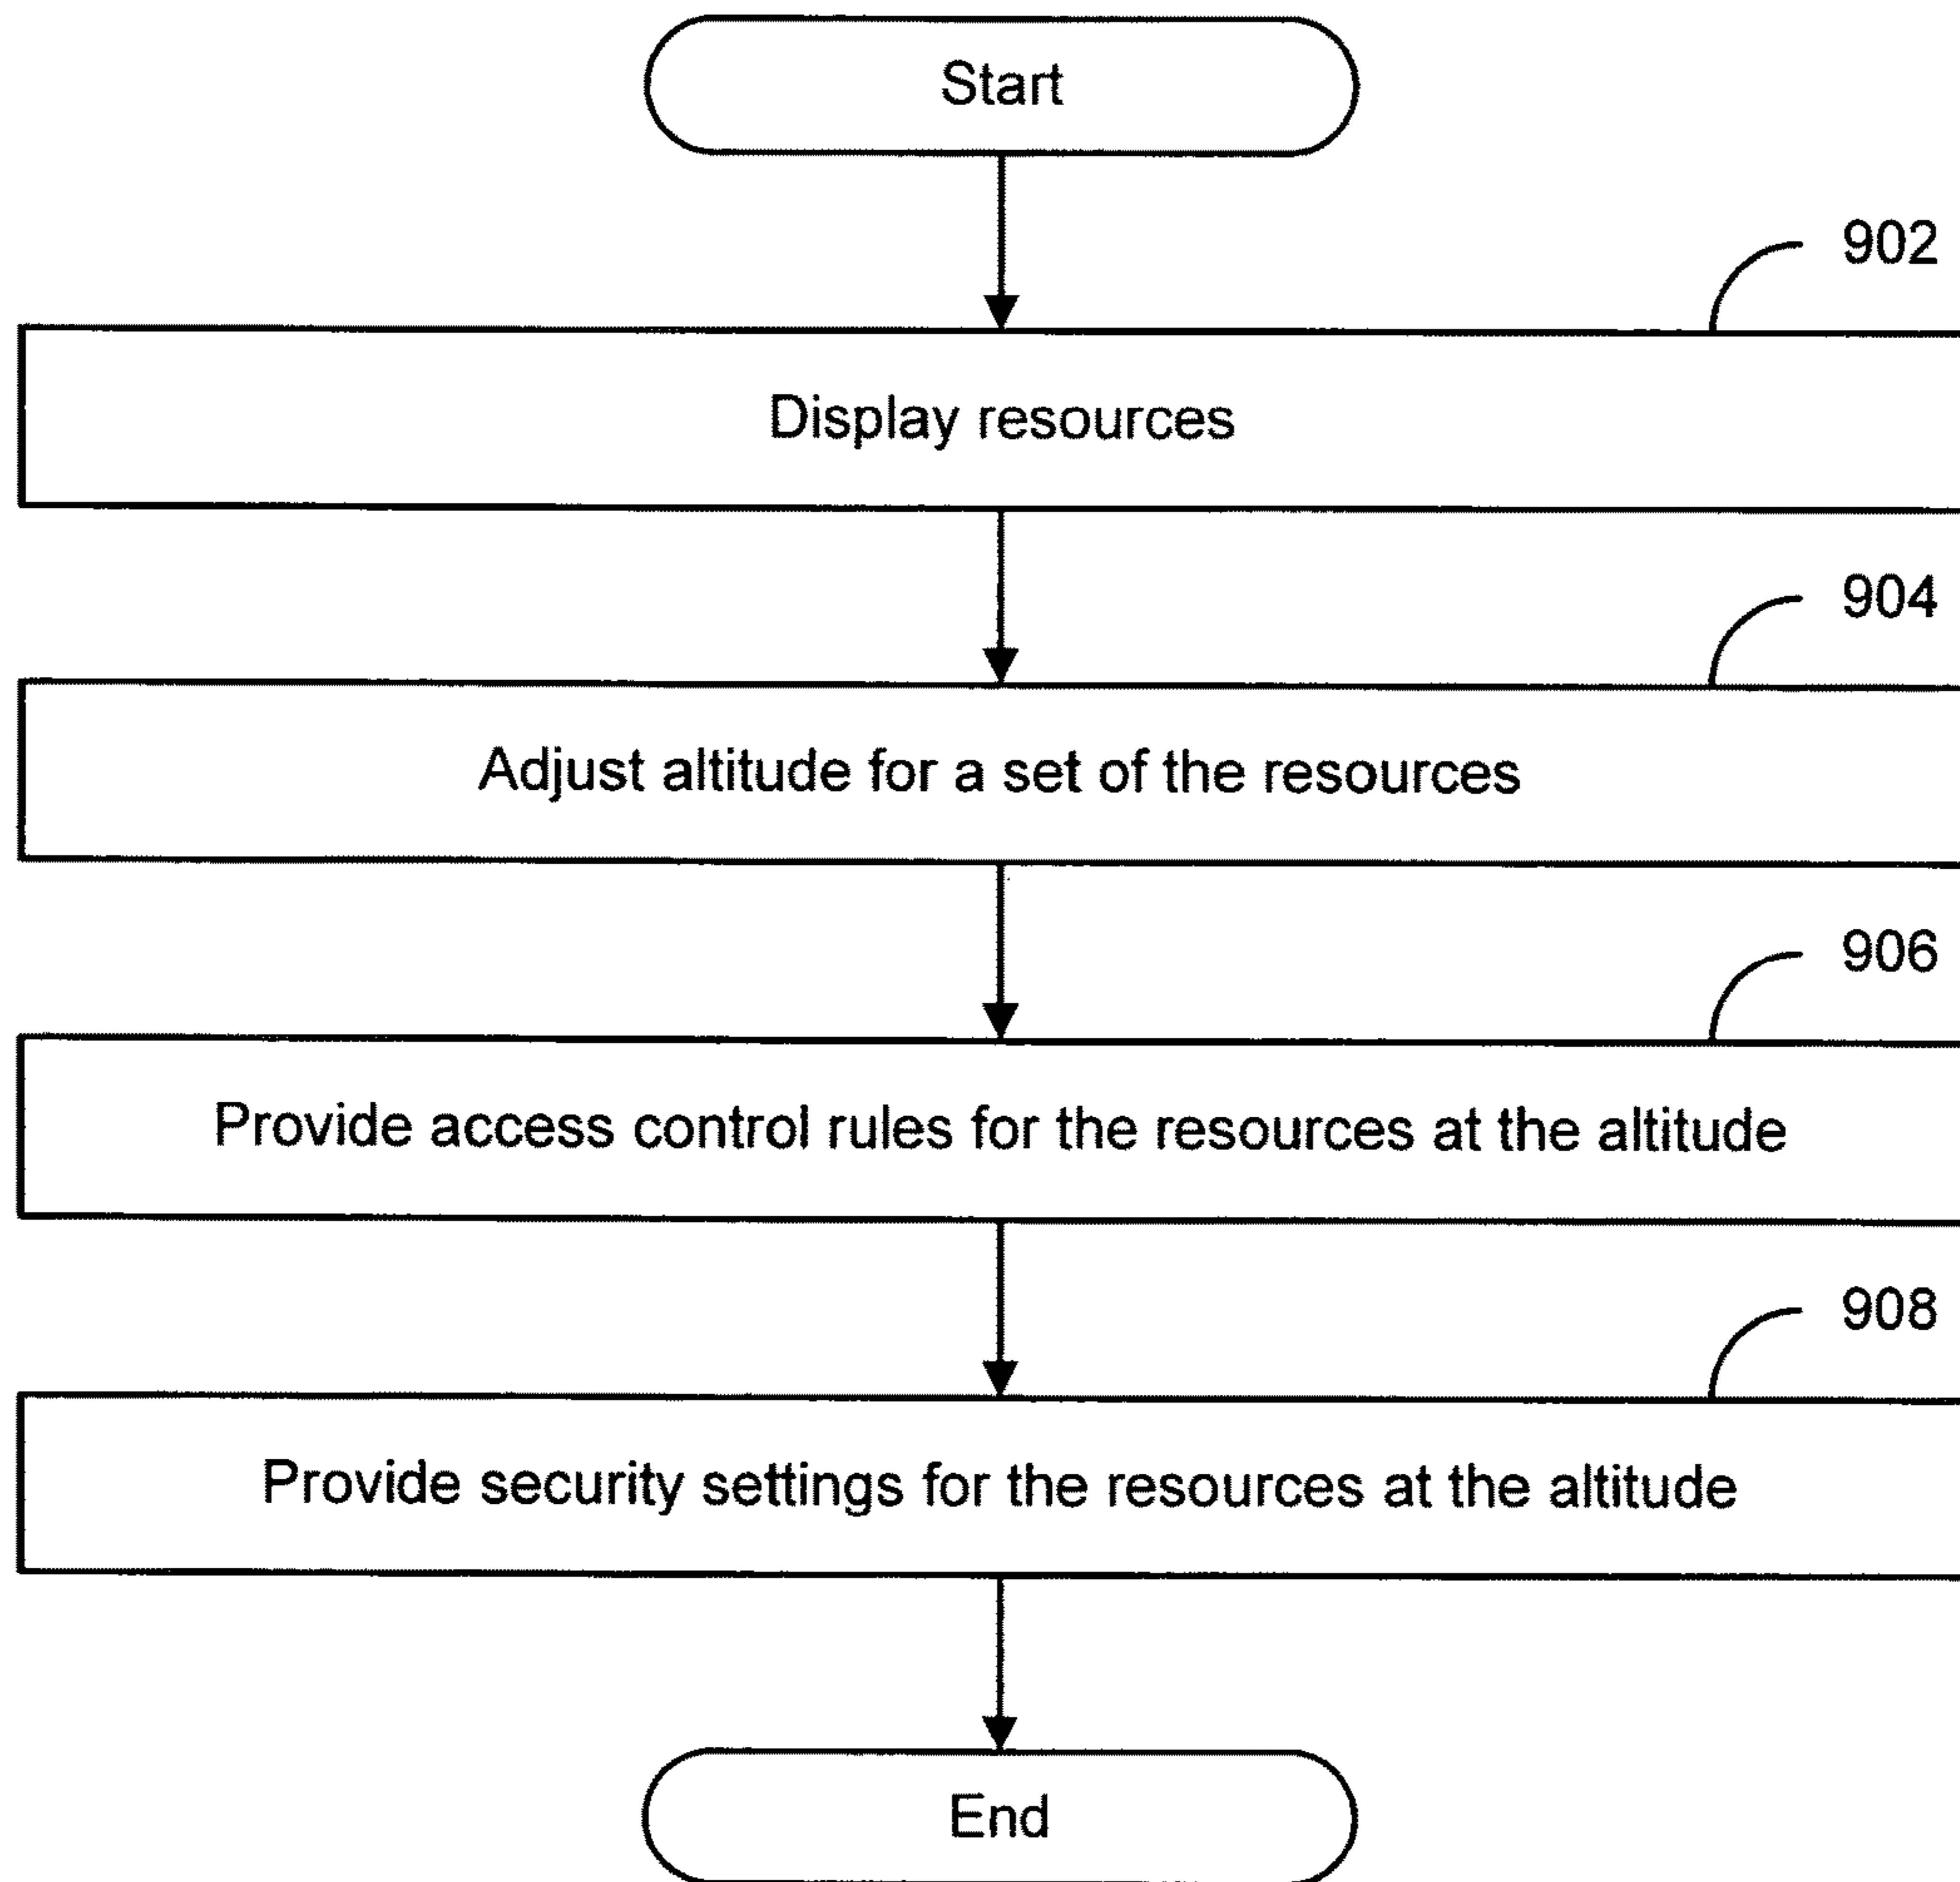 Start
902
Display resources
904
Adjust altitude for a set of the resources
906
Provide access control rules for the resources at the altitude
908
Provide security settings for the resources at the altitude
End